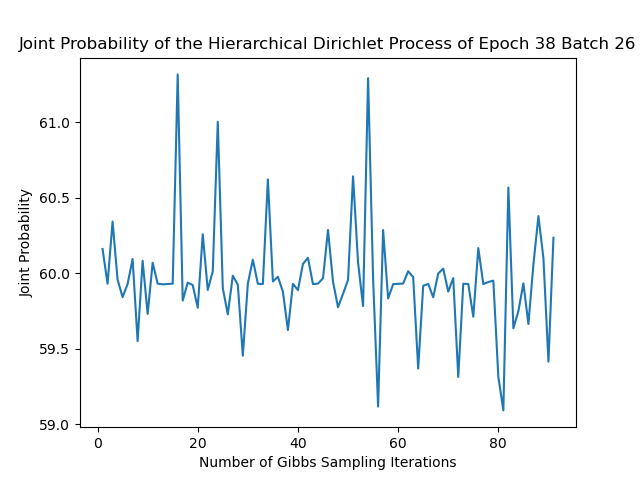 Joint Probability of the Hierarchical Dirichlet Process of Epoch 38 Batch 26
61.0
60.5
60.0
59.5
59.0
Joint Probability
0 20 40 60 80
Number of Gibbs Sampling Iterations